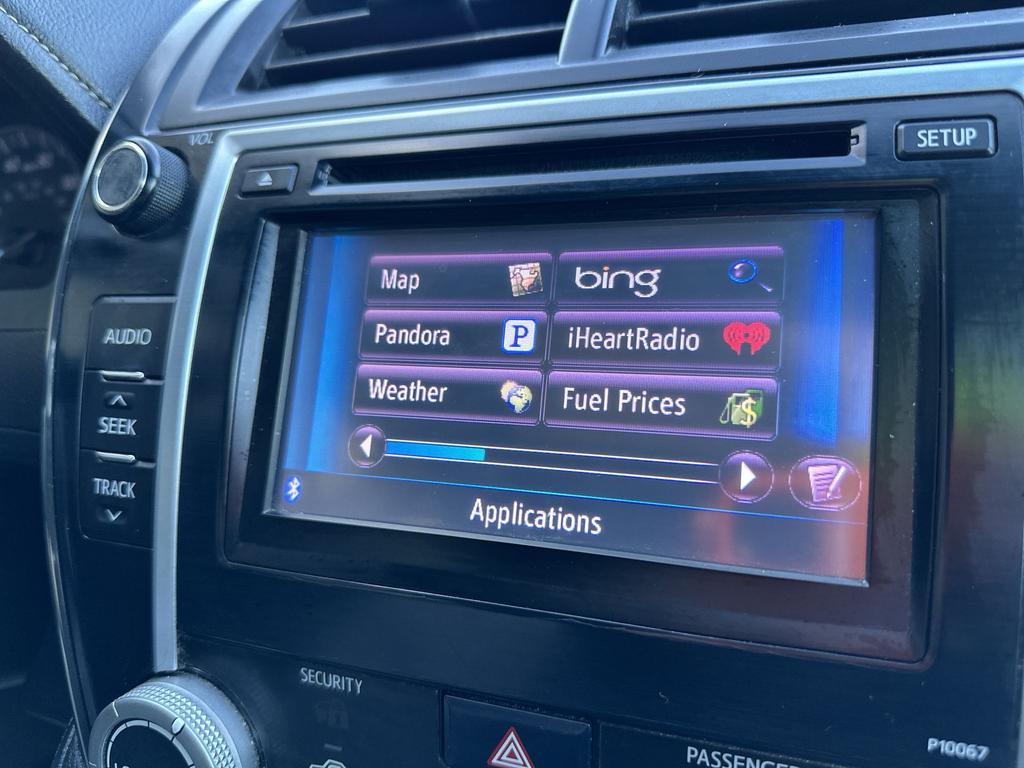 VOL
SETUP
Map
bing
AUDIO
Pandora
P
iHeartRadio
Weather
Fuel Prices
$
SEEK
TRACK
Applications
SECURITY
PASSENGER
P10067